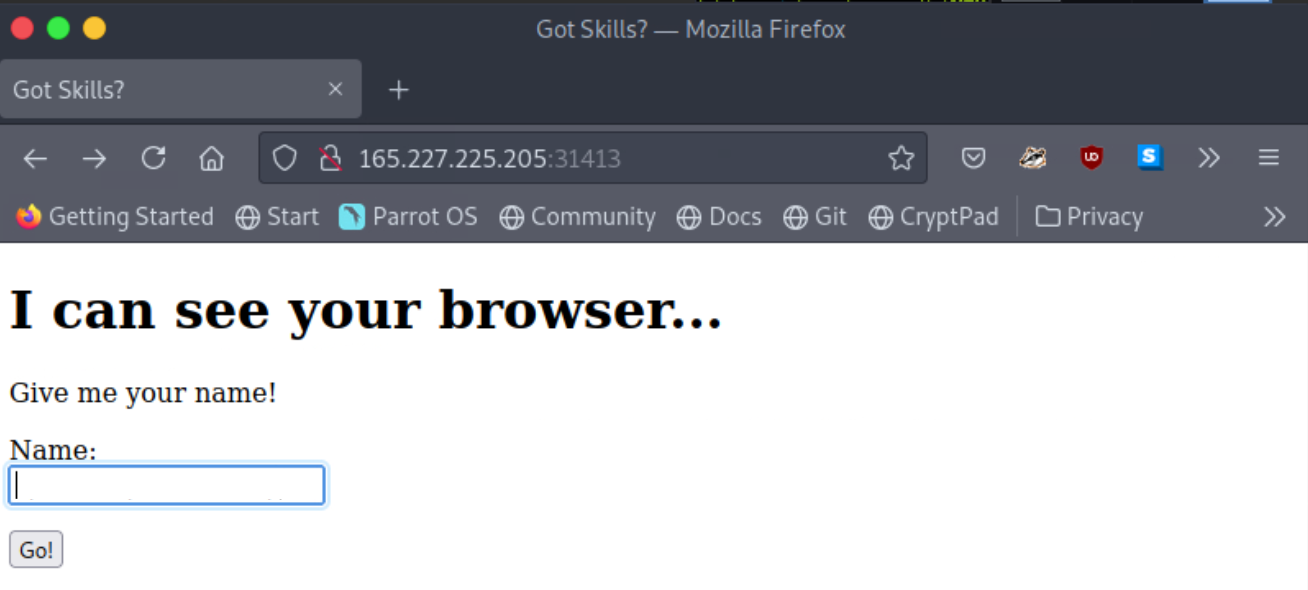 Got Skills? — Mozilla Firefox
Got Skills?
165.227.225.205:31413
Getting Started Start Parrot OS Community Docs Git CryptPad Privacy
I can see your browser...
Give me your name!
Name:
Go!